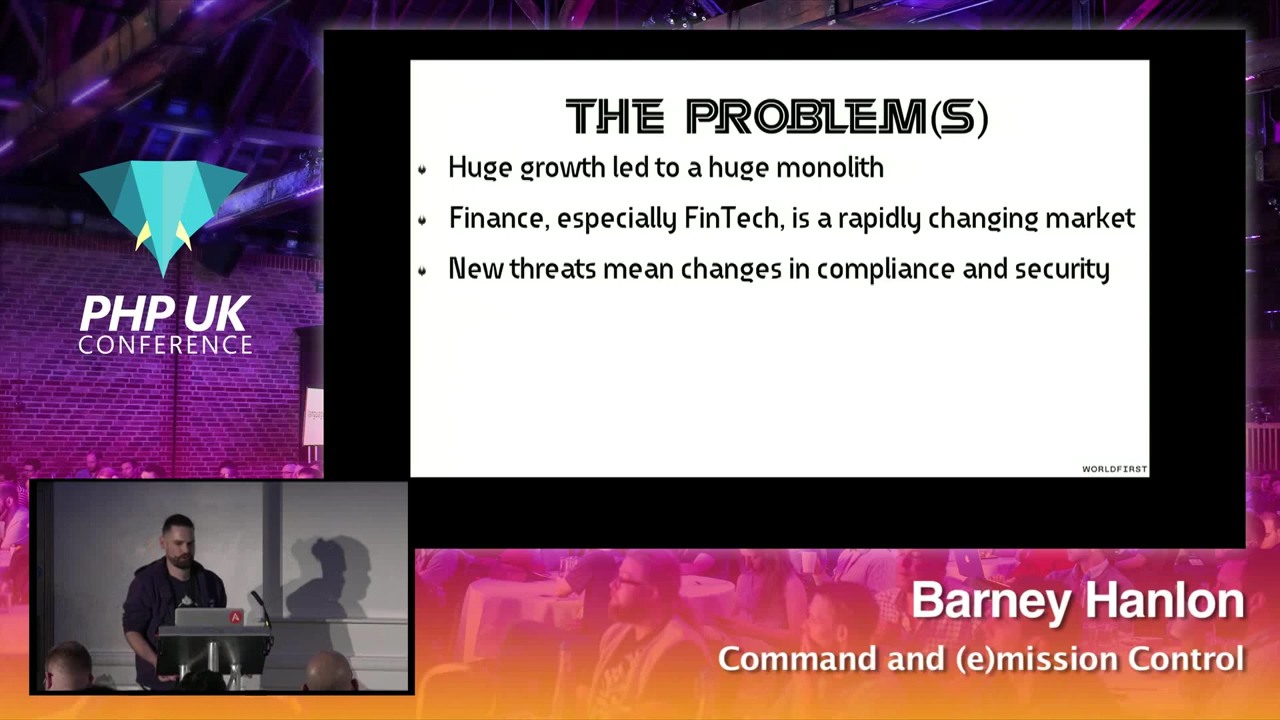 THE PROBLEM(S)
Huge growth led to a huge monolith
Finance, especially FinTech, is a rapidly changing market
New threats mean changes in compliance and security
WORLDFIRST
PHP UK
CONFERENCE
Barney Hanlon
Command and (e)mission Control